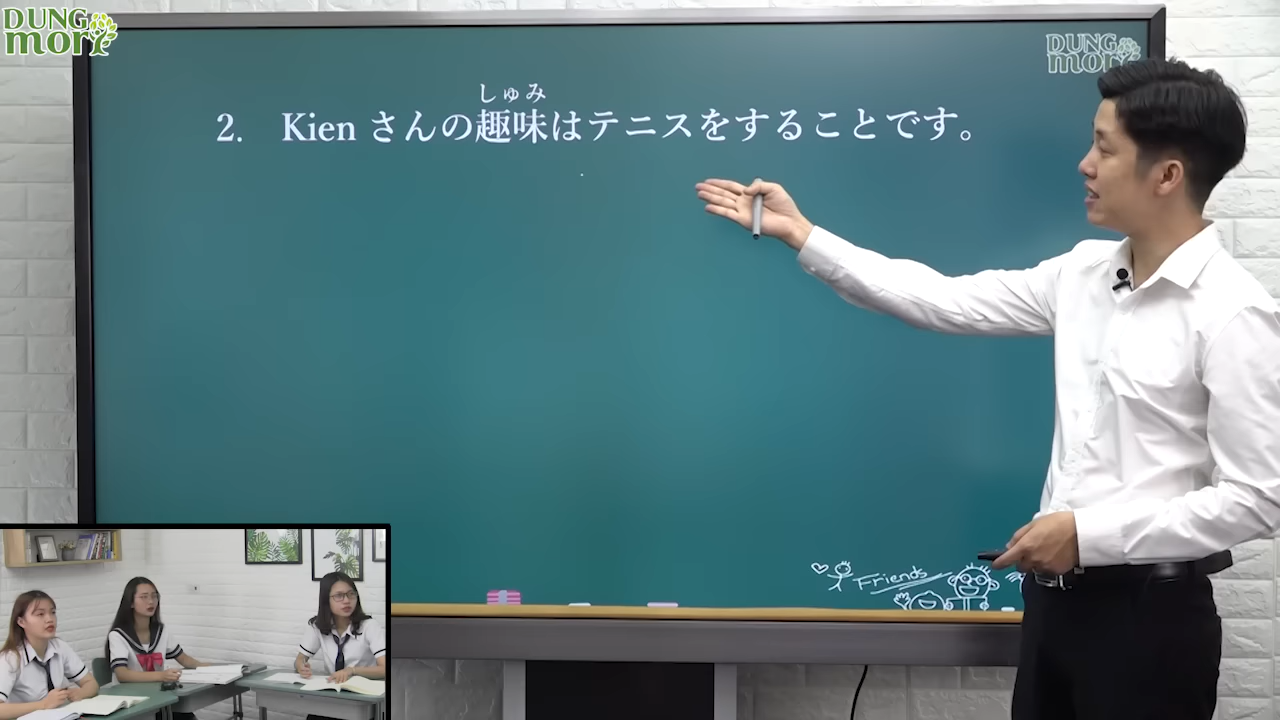 DUNG
mori
DUNG
mori
しゅみ
2. Kien さんの趣味はテニスをすることです。
Friends